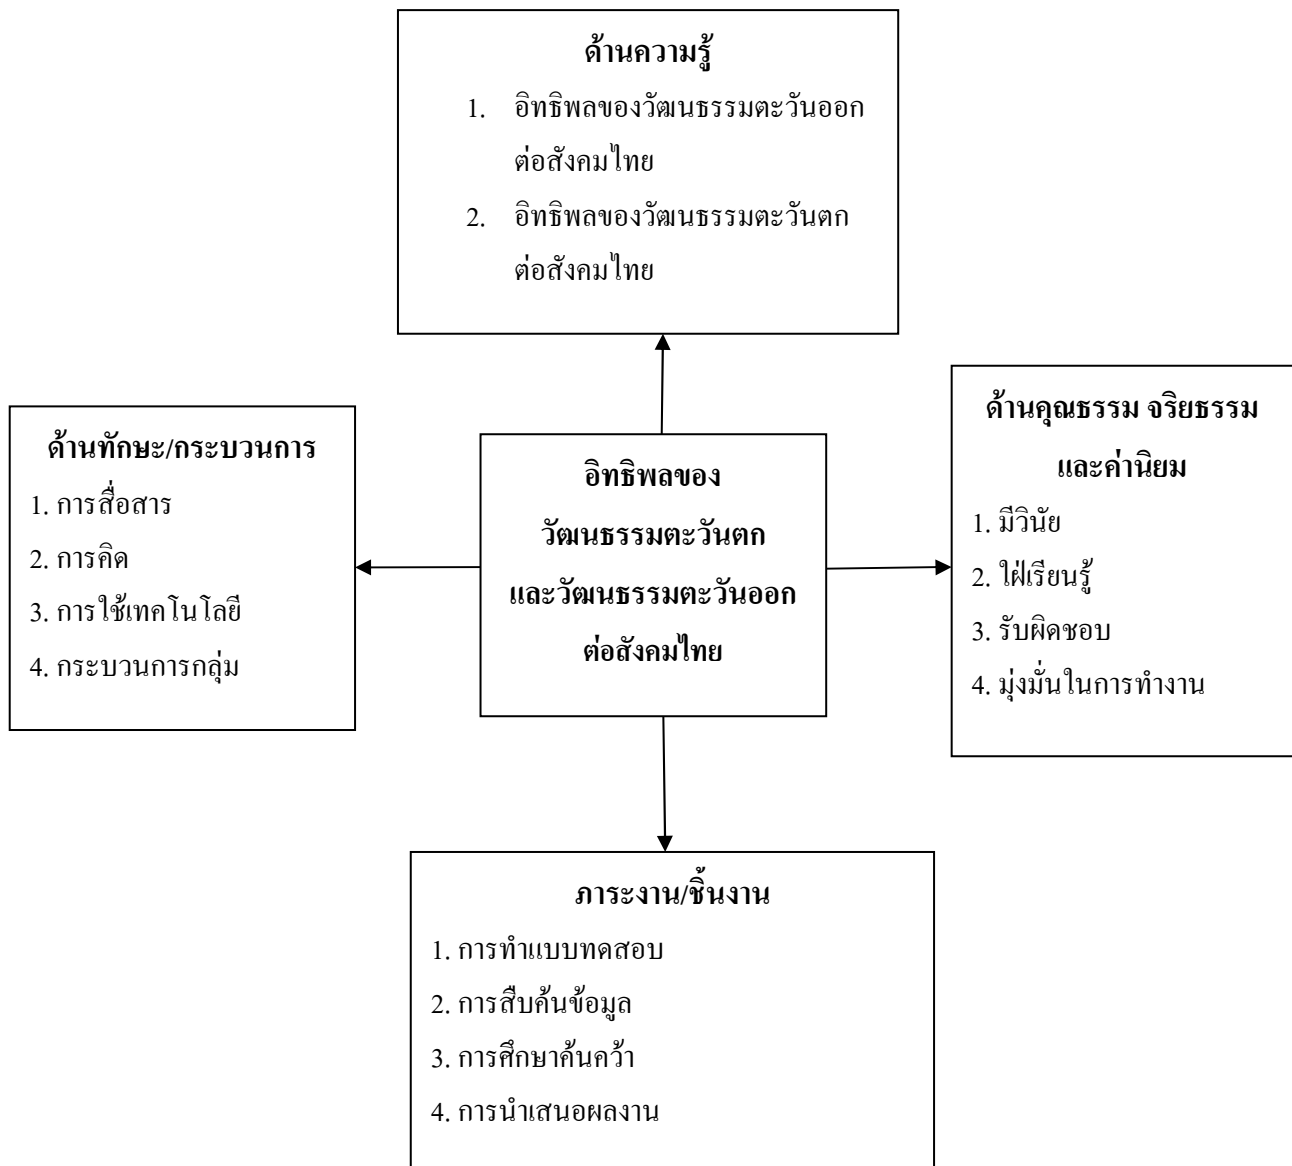 ด้านความรู้
1. อิทธิพลของวัฒนธรรมตะวันออก
ต่อสังคมไทย
2. อิทธิพลของวัฒนธรรมตะวันตก
ต่อสังคมไทย
ด้านทักษะ/กระบวนการ
1. การสื่อสาร
2. การคิด
3. การใช้เทคโนโลยี
4. กระบวนการกลุ่ม
อิทธิพลของ
วัฒนธรรมตะวันตก
และวัฒนธรรมตะวันออก
ต่อสังคมไทย
ด้านคุณธรรม จริยธรรม
และค่านิยม
1. มีวินัย
2. ใฝ่เรียนรู้
3. รับผิดชอบ
4. มุ่งมั่นในการทำงาน
ภาระงาน/ชิ้นงาน
1. การทำแบบทดสอบ
2. การสืบค้นข้อมูล
3. การศึกษาค้นคว้า
4. การนำเสนอผลงาน